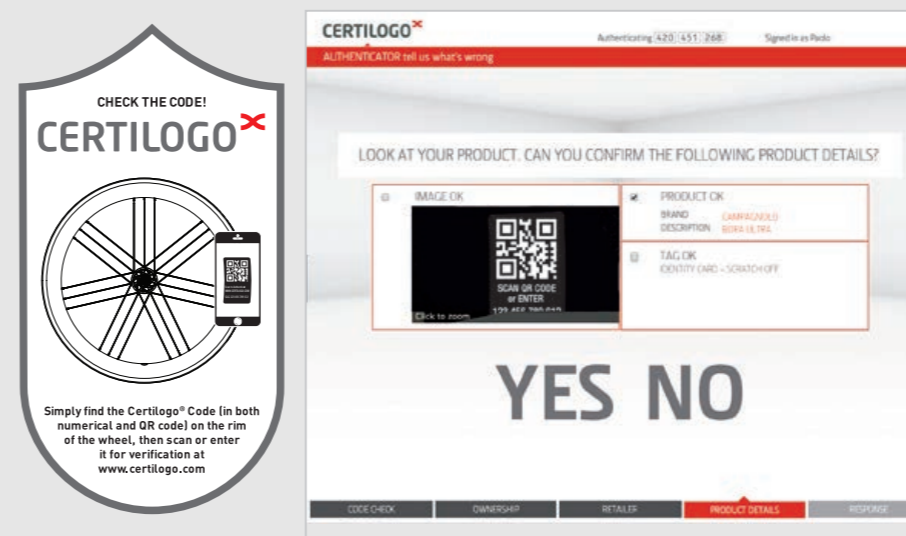 CHECK THE CODE!
CERTILOGO
Simply find the Certilogo® Code (in both
numerical and QR code) on the rim
of the wheel, then scan or enter
it for verification at
www.certilogo.com
CERTILOGO
Authenticating 420 451 268
Signed in as Paolo
AUTHENTICATOR tell us what's wrong
LOOK AT YOUR PRODUCT. CAN YOU CONFIRM THE FOLLOWING PRODUCT DETAILS?
IMAGE OK
SCAN QR CODE
or ENTER
Click to zoom
PRODUCT OK
BRAND CAMPAGNOLO
DESCRIPTION BORA ULTRA
TAG OK
IDENTITY CARD - SCRATCH OFF
YES NO
CODE CHECK
OWNERSHIP
RETAILER
PRODUCT DETAILS
RESPONSE